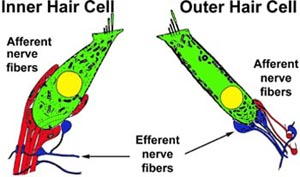 Inner Hair Cell
Outer Hair Cell
Afferent
nerve
fibers
Afferent
nerve
fibers
Efferent
nerve
fibers